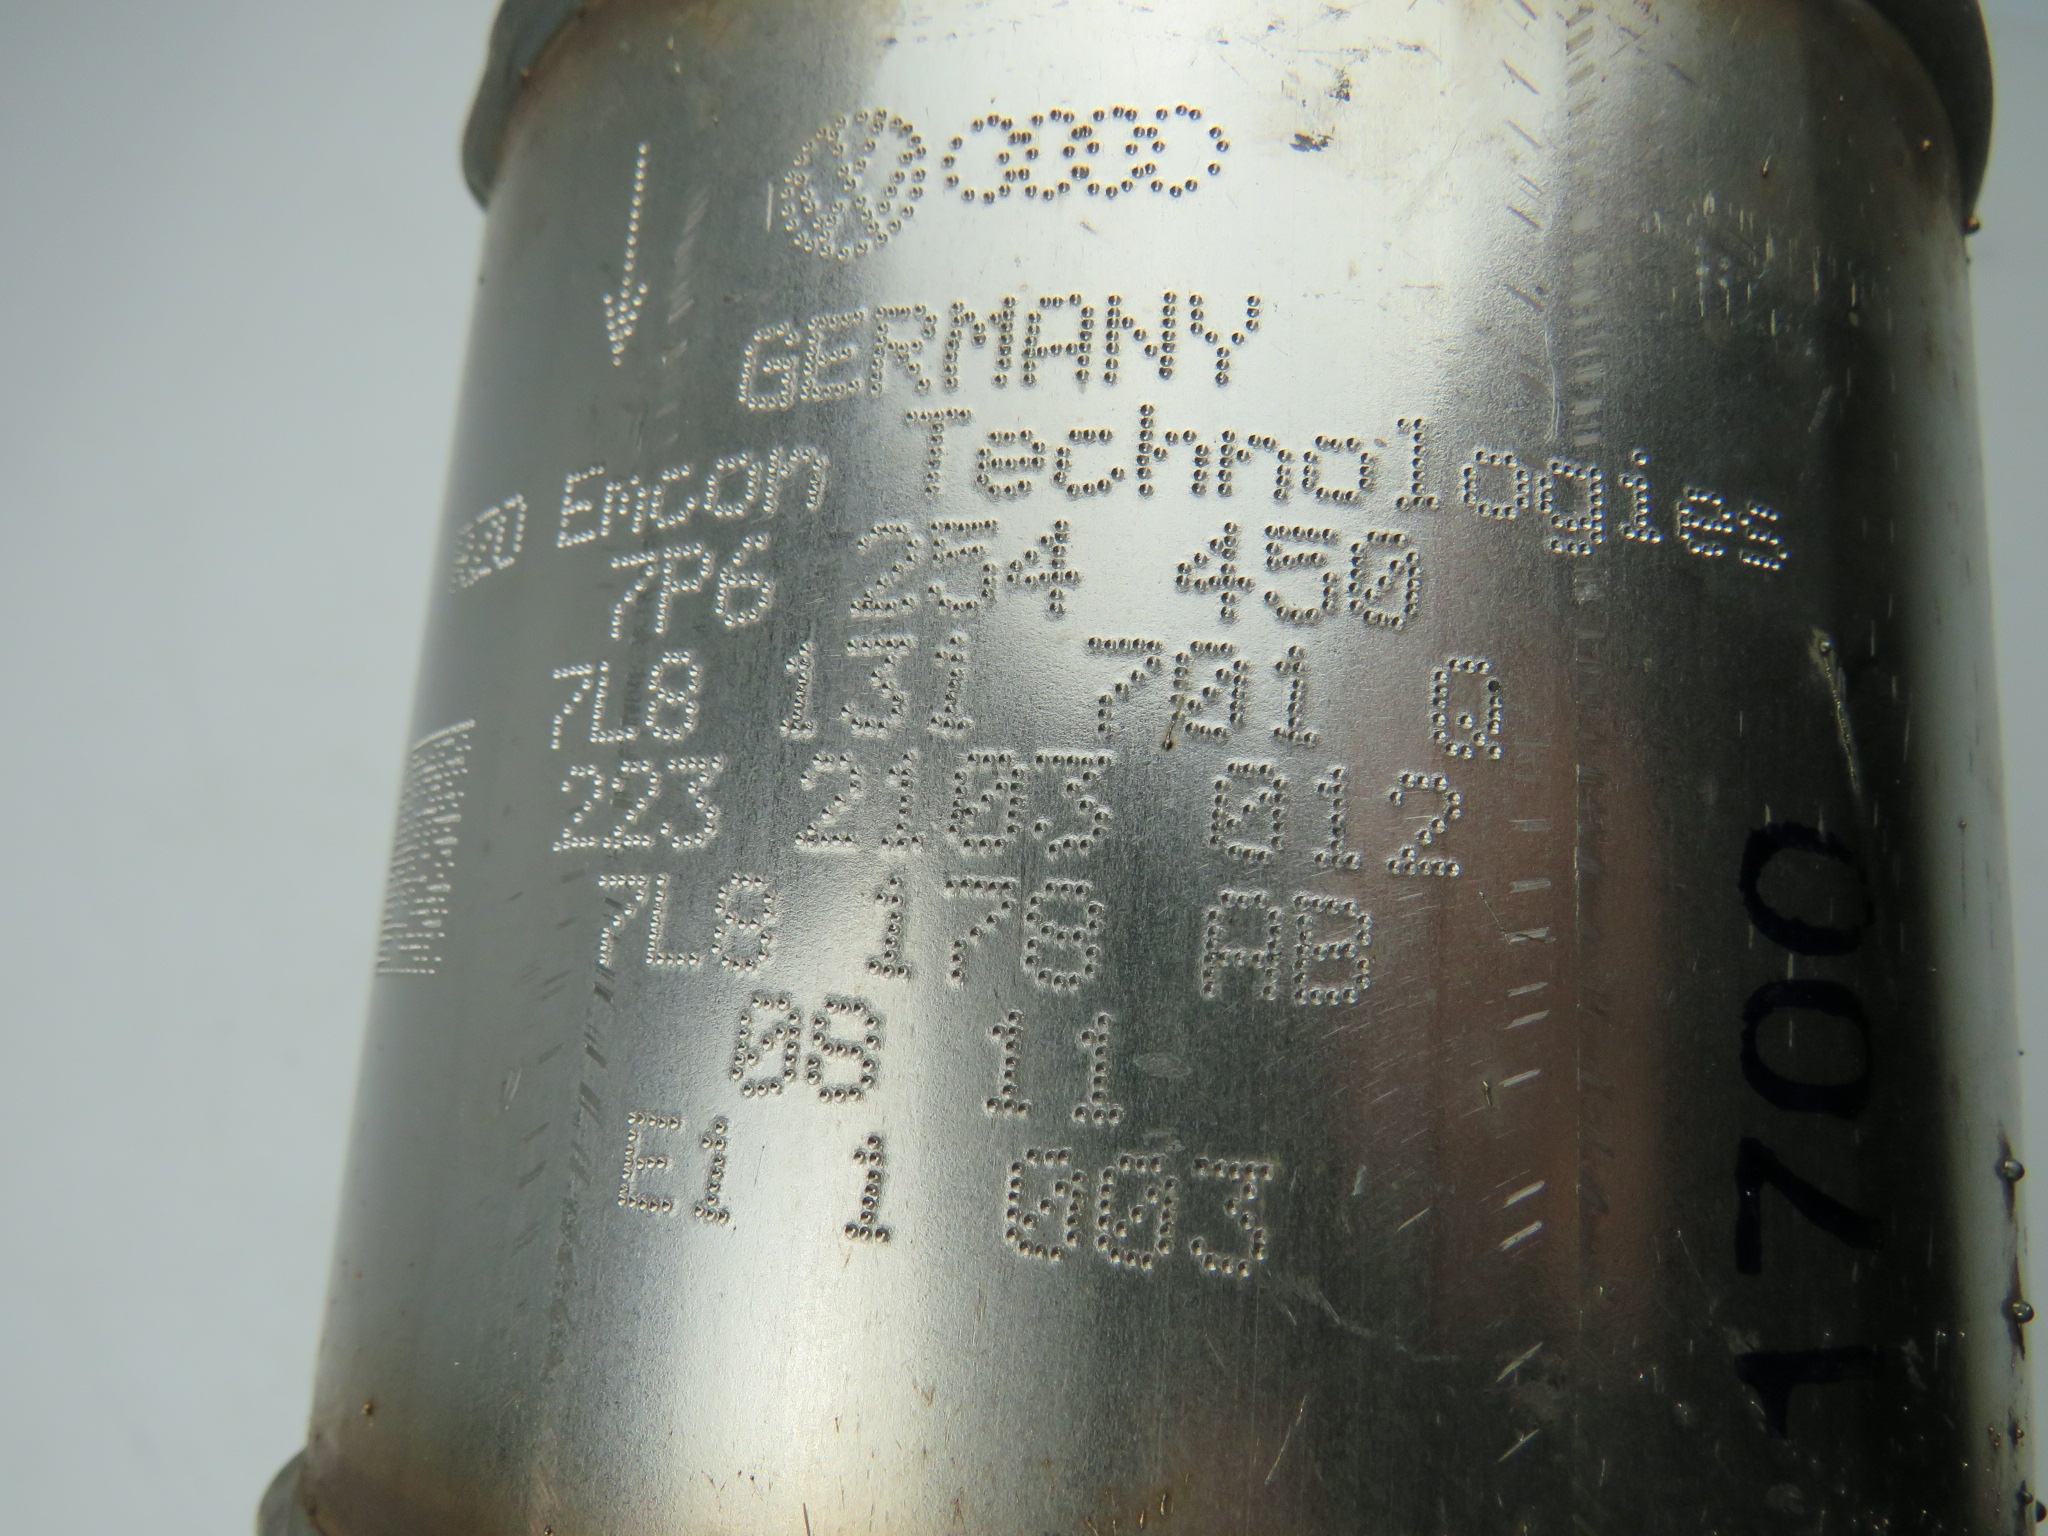 GERMANY
Emcon Technologies
7P6 254 450
7L8 131 701 Q
223 2103 012
7L8 178 AB
08 11
E1 1 003
1700